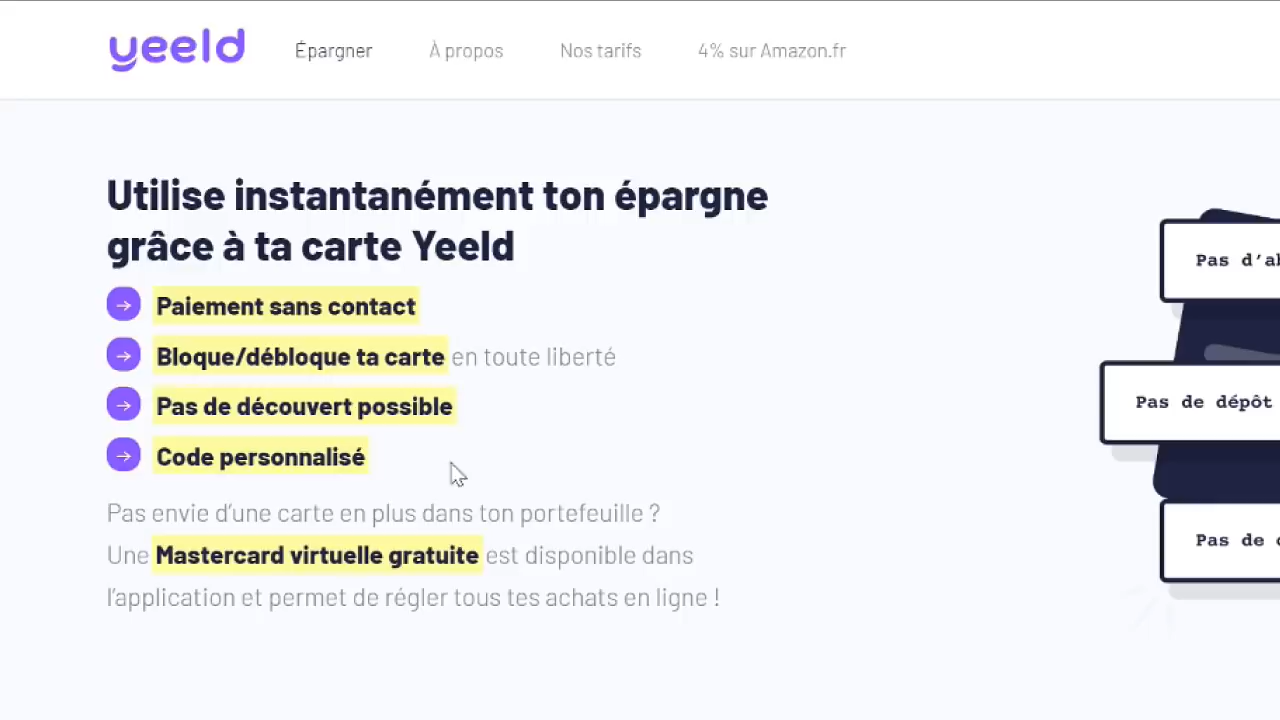 yeeld
Épargner
À propos
Nos tarifs
4% sur Amazon.fr
Utilise instantanément ton épargne
grâce à ta carte Yeeld
Paiement sans contact
Bloque/débloque ta carte en toute liberté
Pas de découvert possible
Code personnalisé
Pas envie d’une carte en plus dans ton portefeuille ?
Une Mastercard virtuelle gratuite est disponible dans
l’application et permet de régler tous tes achats en ligne !
Pas
Pas de dépôt
Pas de